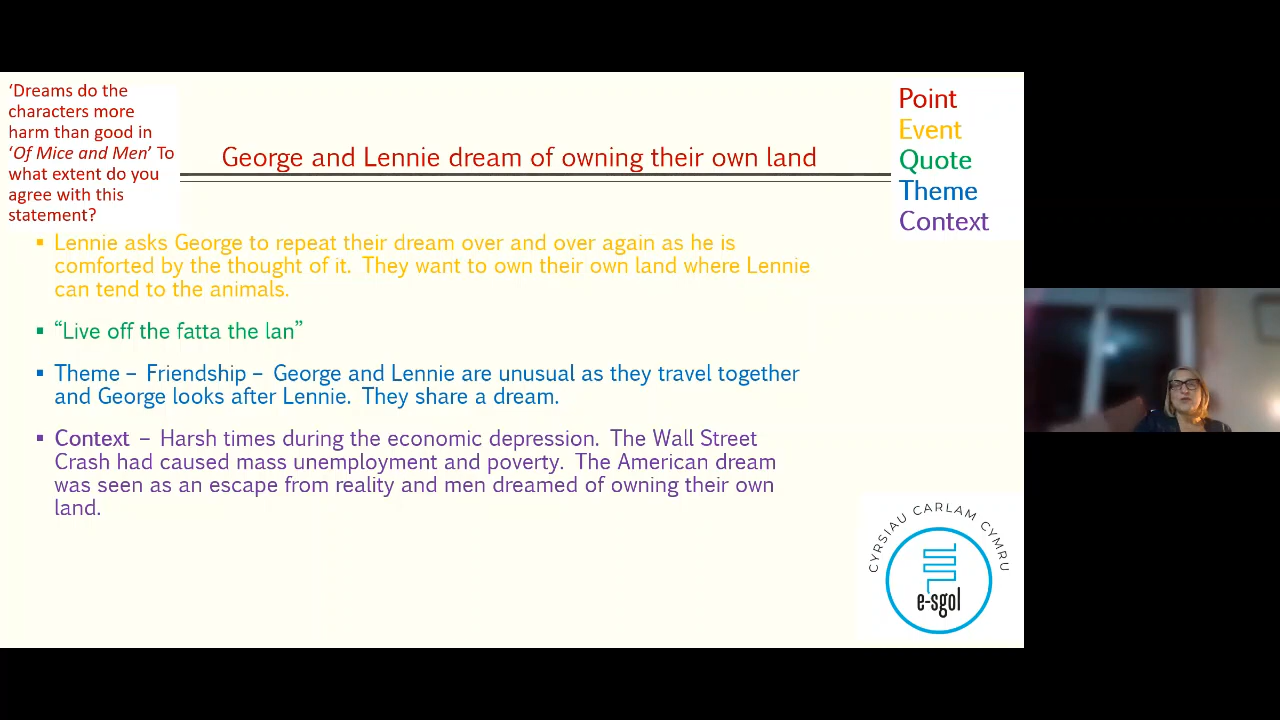 ‘Dreams do the
characters more
harm than good in
‘Of Mice and Men’ To
what extent do you
agree with this
statement?
George and Lennie dream of owning their own land
Point
Event
Quote
Theme
Context
▪ Lennie asks George to repeat their dream over and over again as he is
comforted by the thought of it. They want to own their own land where Lennie
can tend to the animals.
▪ “Live off the fatta the lan”
▪ Theme – Friendship – George and Lennie are unusual as they travel together
and George looks after Lennie. They share a dream.
▪ Context – Harsh times during the economic depression. The Wall Street
Crash had caused mass unemployment and poverty. The American dream
was seen as an escape from reality and men dreamed of owning their own
land.
CYRSIAU CARLAM CYMRU
e-sgol